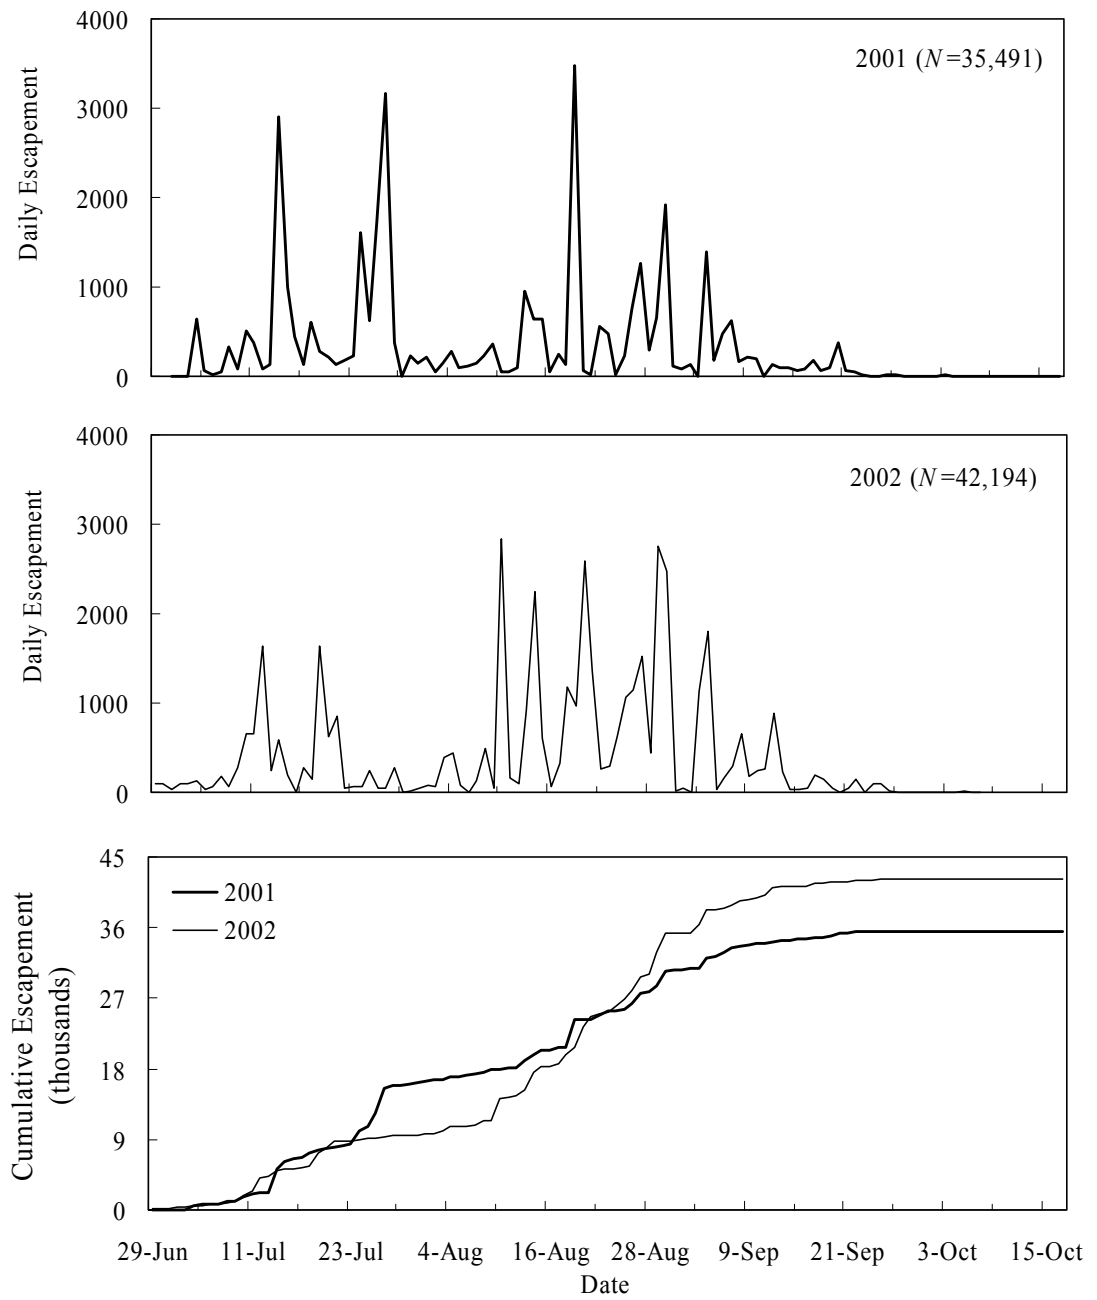 4000
2001 (N=35,491)
3000
2000
1000
0
Daily Escapement
4000
2002 (N=42,194)
3000
2000
1000
0
Daily Escapement
45
36
27
18
9
0
Cumulative Escapement
(thousands)
2001
2002
29-Jun 11-Jul 23-Jul 4-Aug 16-Aug 28-Aug 9-Sep 21-Sep 3-Oct 15-Oct
Date